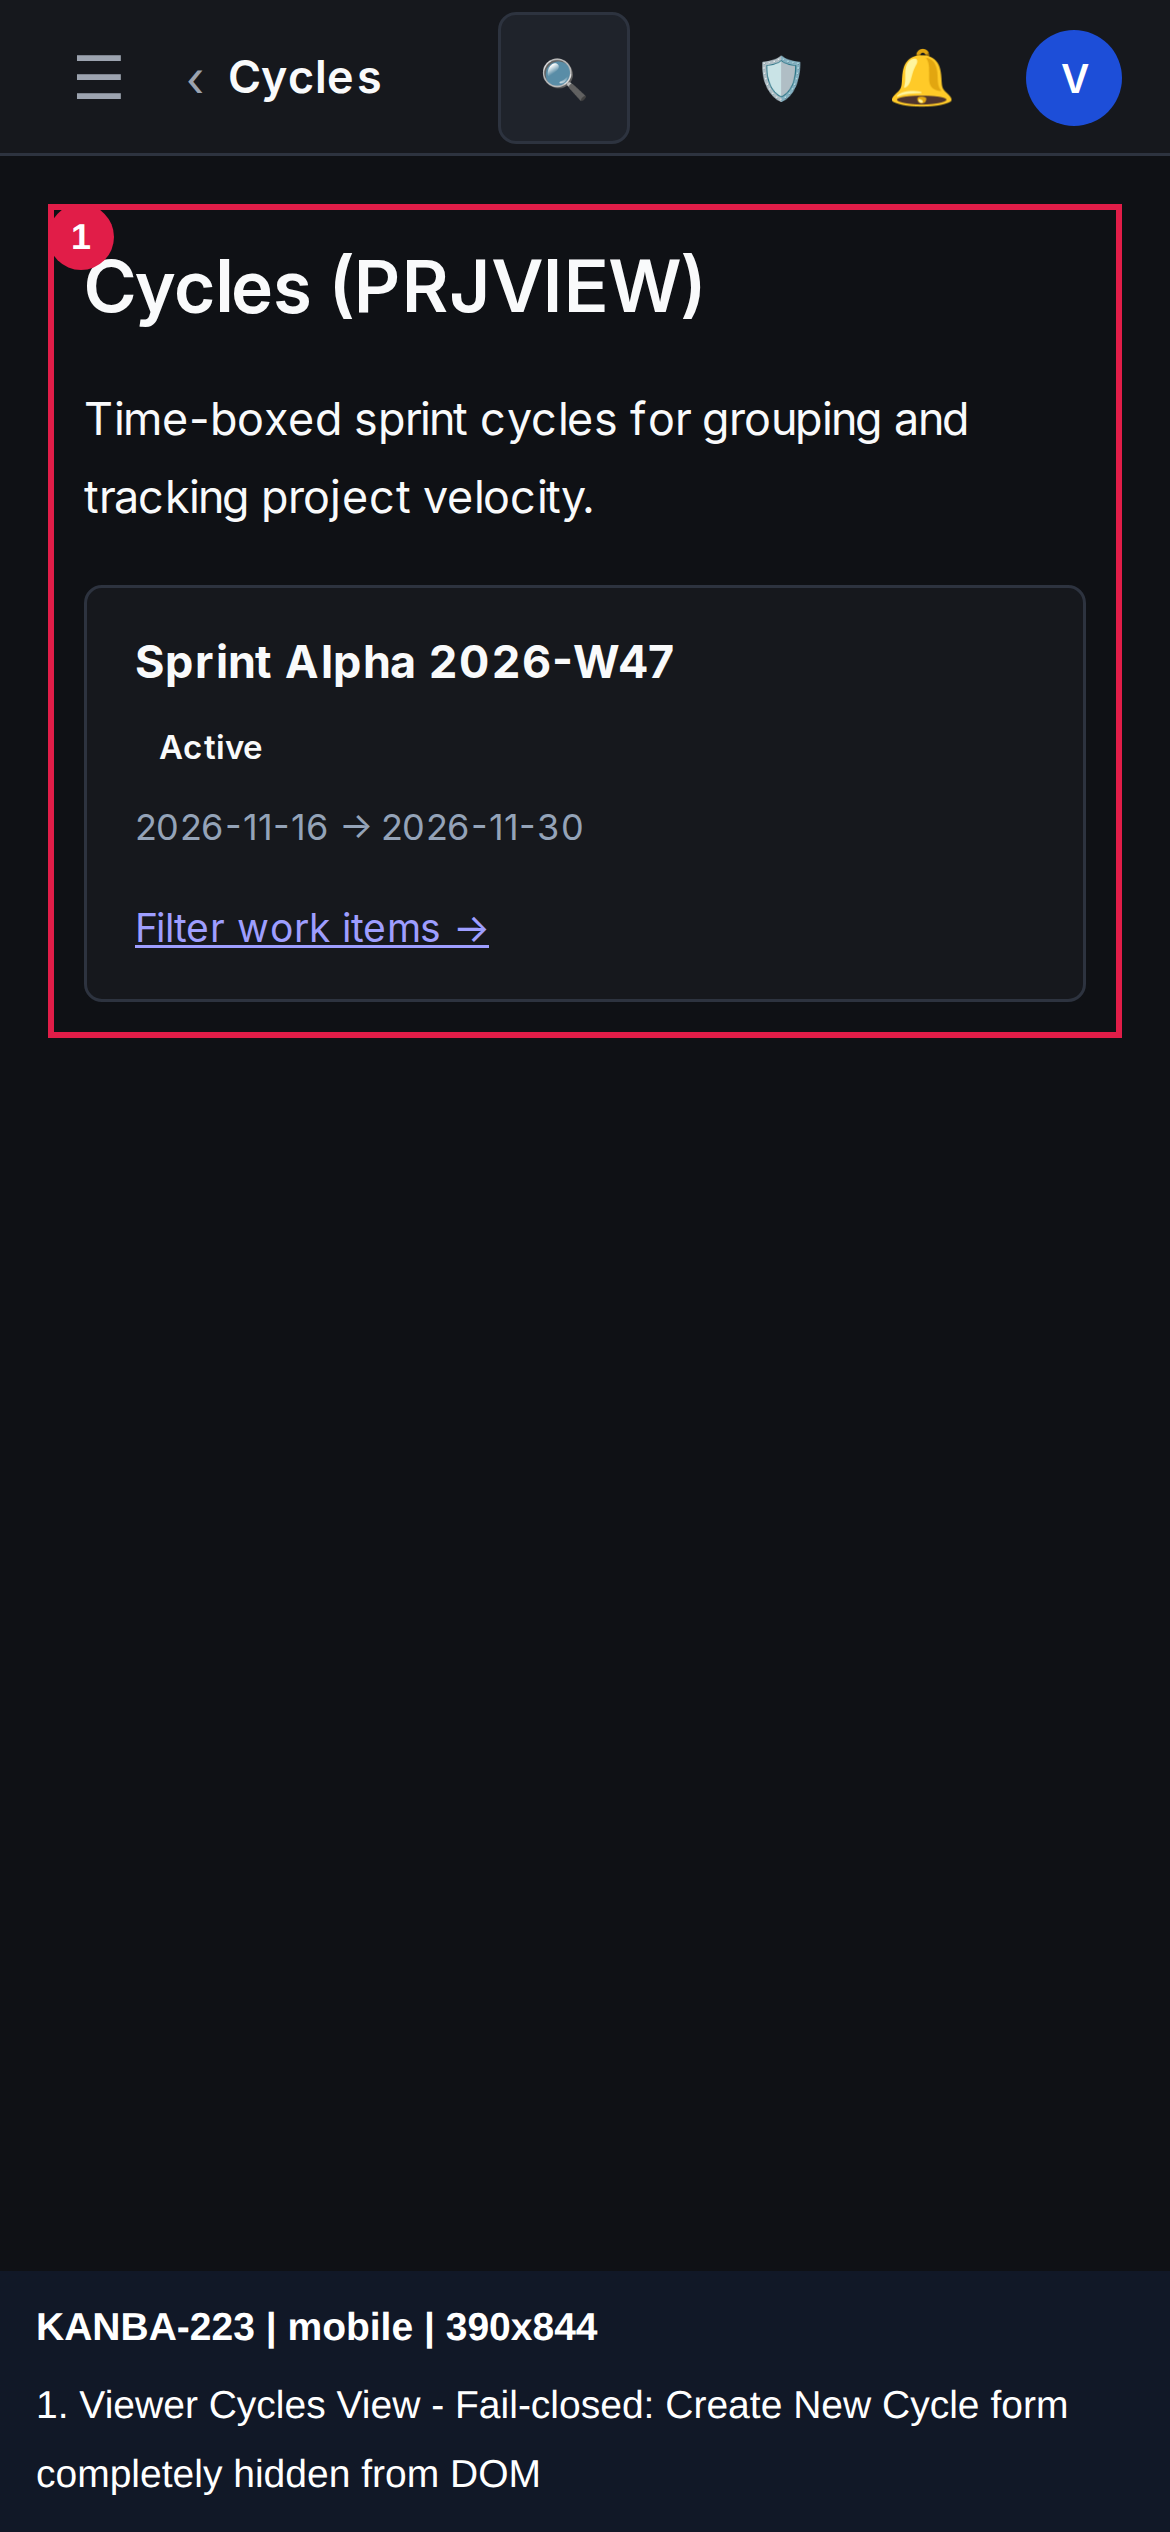 Cycles
V
1
Cycles (PRJVIEW)
Time-boxed sprint cycles for grouping and
tracking project velocity.
Sprint Alpha 2026-W47
Active
2026-11-16 → 2026-11-30
Filter work items →
KANBA-223 | mobile | 390x844
1. Viewer Cycles View - Fail-closed: Create New Cycle form
completely hidden from DOM